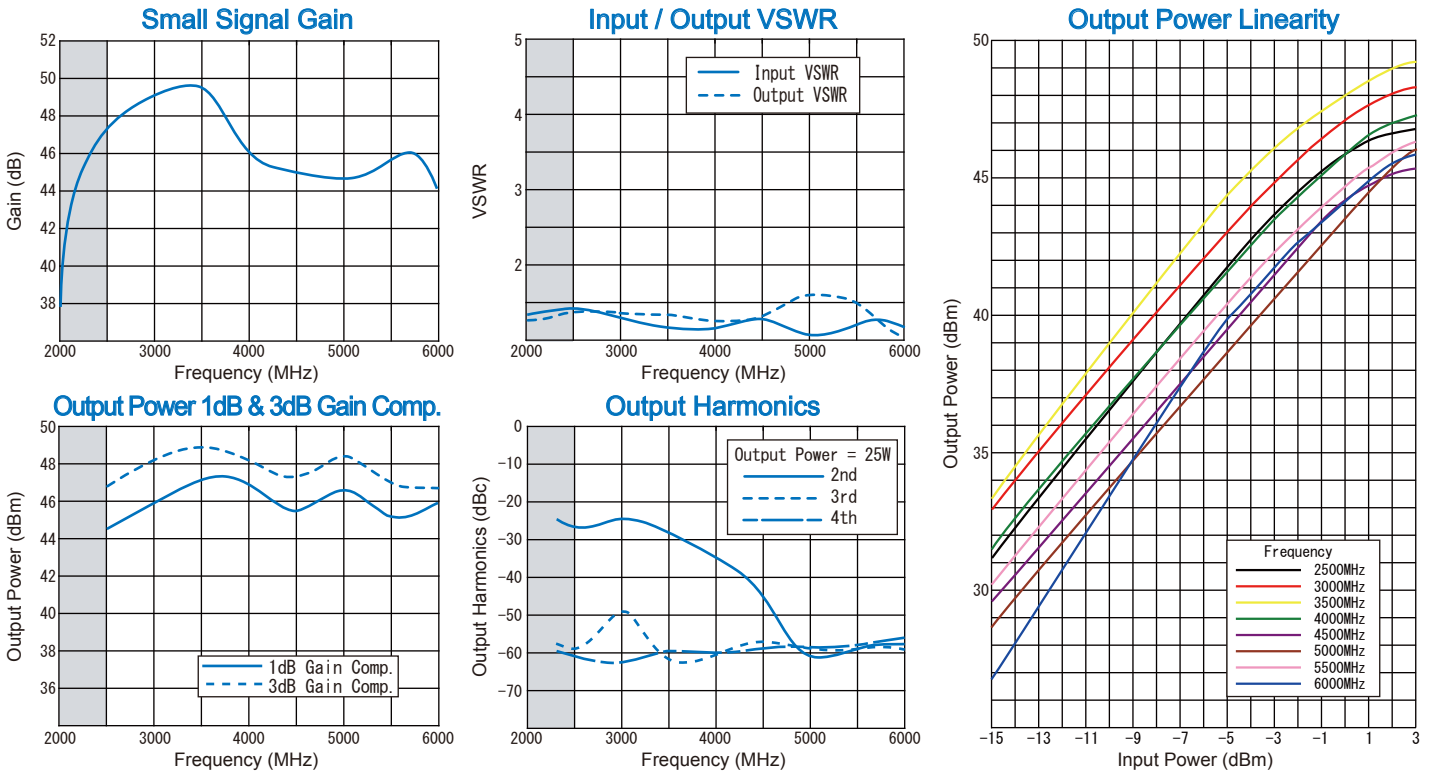 Small Signal Gain
52
50
48
46
44
42
40
38
Gain (dB)
2000 3000 4000 5000 6000
Frequency (MHz)
Input / Output VSWR
5
4
3
2
VSWR
Input VSWR
Output VSWR
2000 3000 4000 5000 6000
Frequency (MHz)
Output Power Linearity
50
45
40
35
30
Output Power (dBm)
Frequency
2500MHz
3000MHz
3500MHz
4000MHz
4500MHz
5000MHz
5500MHz
6000MHz
-15 -13 -11 -9 -7 -5 -3 -1 1 3
Input Power (dBm)
Output Power 1dB & 3dB Gain Comp.
50
48
46
44
42
40
38
36
Output Power (dBm)
1dB Gain Comp.
3dB Gain Comp.
2000 3000 4000 5000 6000
Frequency (MHz)
Output Harmonics
0
-10
-20
-30
-40
-50
-60
-70
Output Harmonics (dBc)
Output Power = 25W
2nd
3rd
4th
2000 3000 4000 5000 6000
Frequency (MHz)